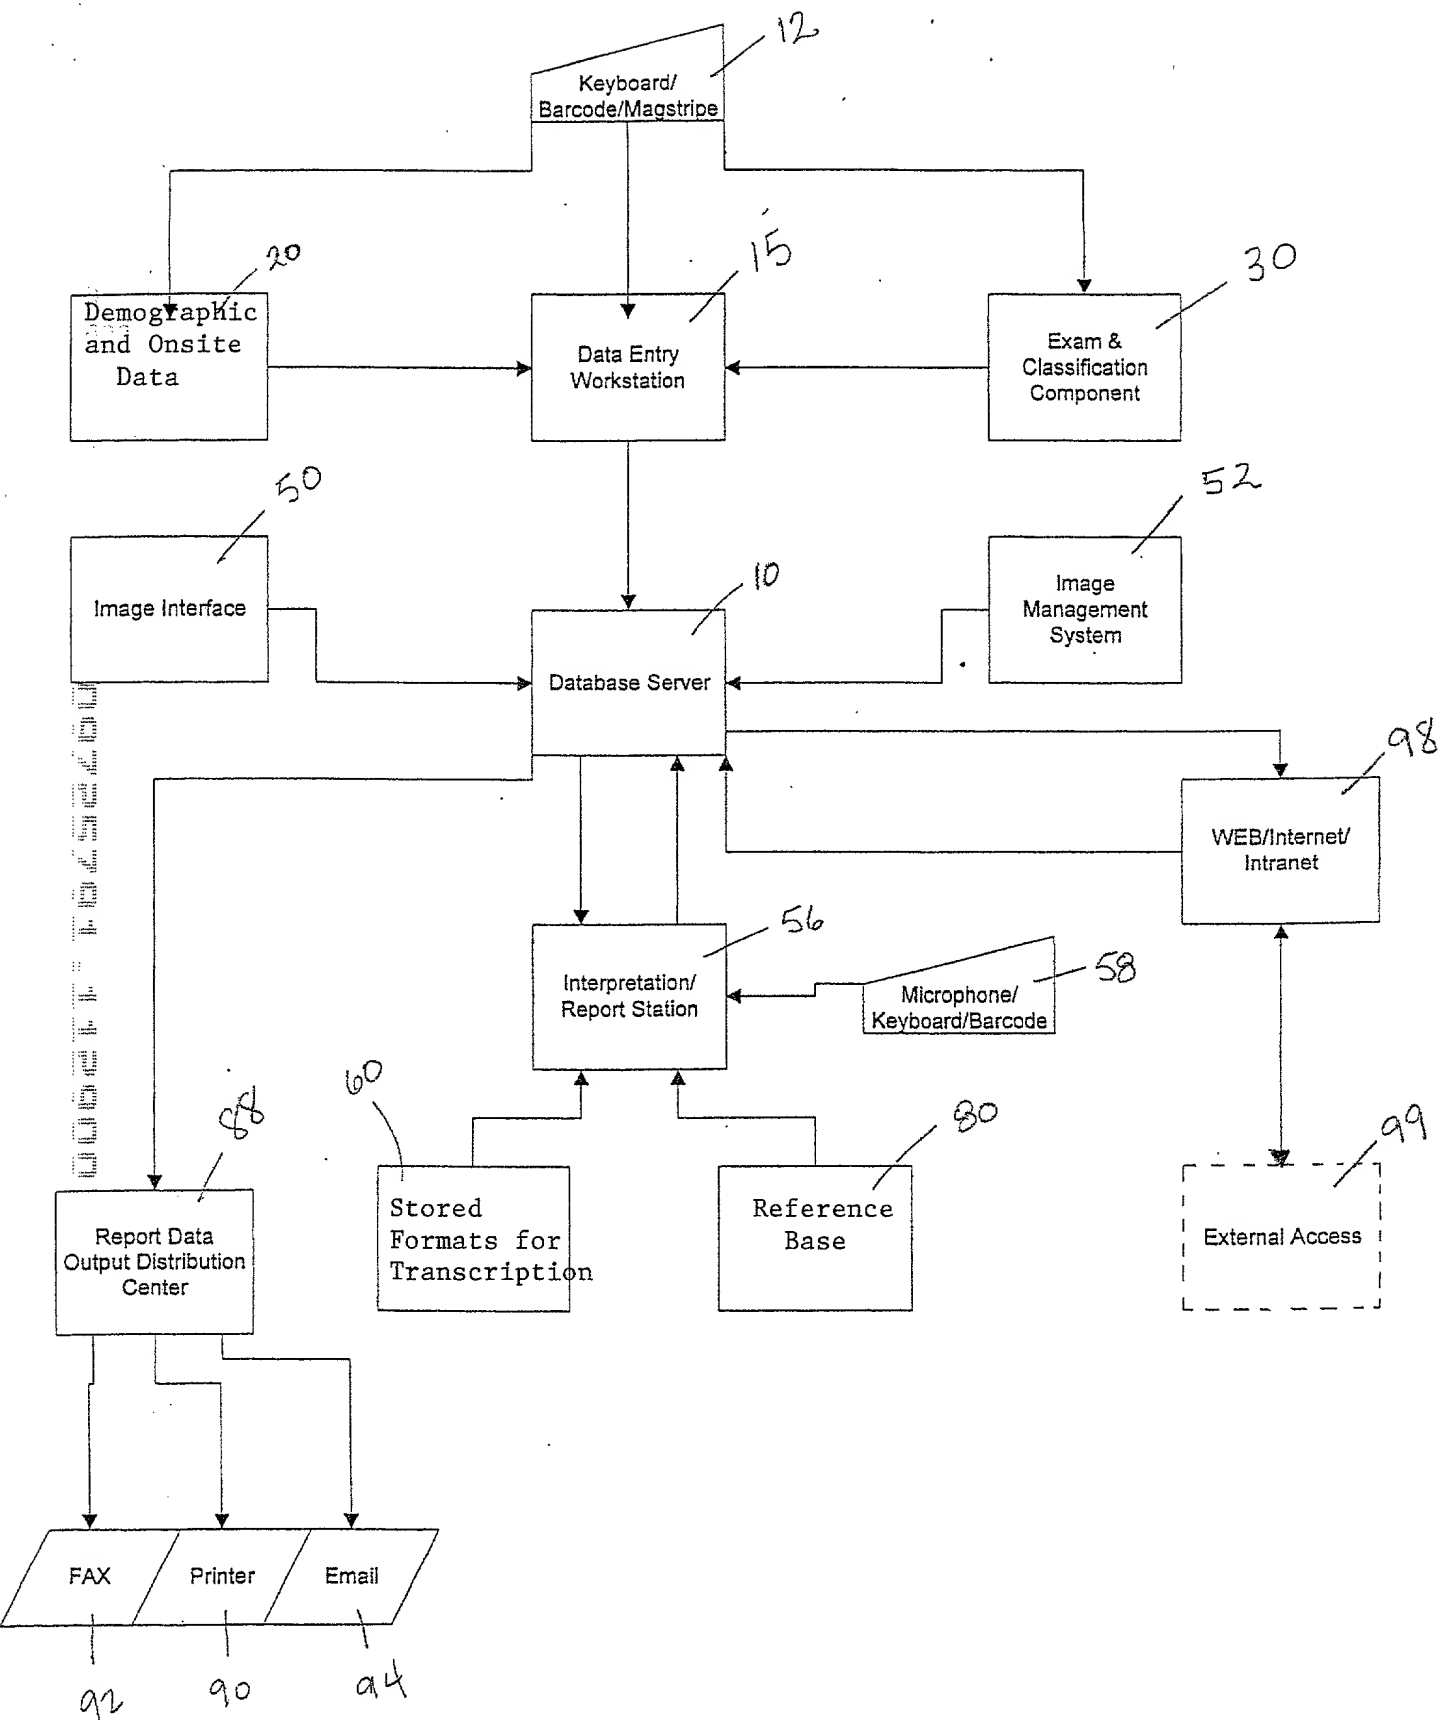 12
Keyboard/
Barcode/Magstripe
20
15
30
Demographic
and Onsite
Data
Data Entry
Workstation
Exam &
Classification
Component
50
52
Image Interface
10
Image
Management
System
Database Server
98
WEB/Internet/
Intranet
56
Interpretation/
Report Station
58
Microphone/
Keyboard/Barcode
60
88
80
99
Stored
Formats for
Transcription
Reference
Base
External Access
Report Data
Output Distribution
Center
FAX
Printer
Email
92
90
94